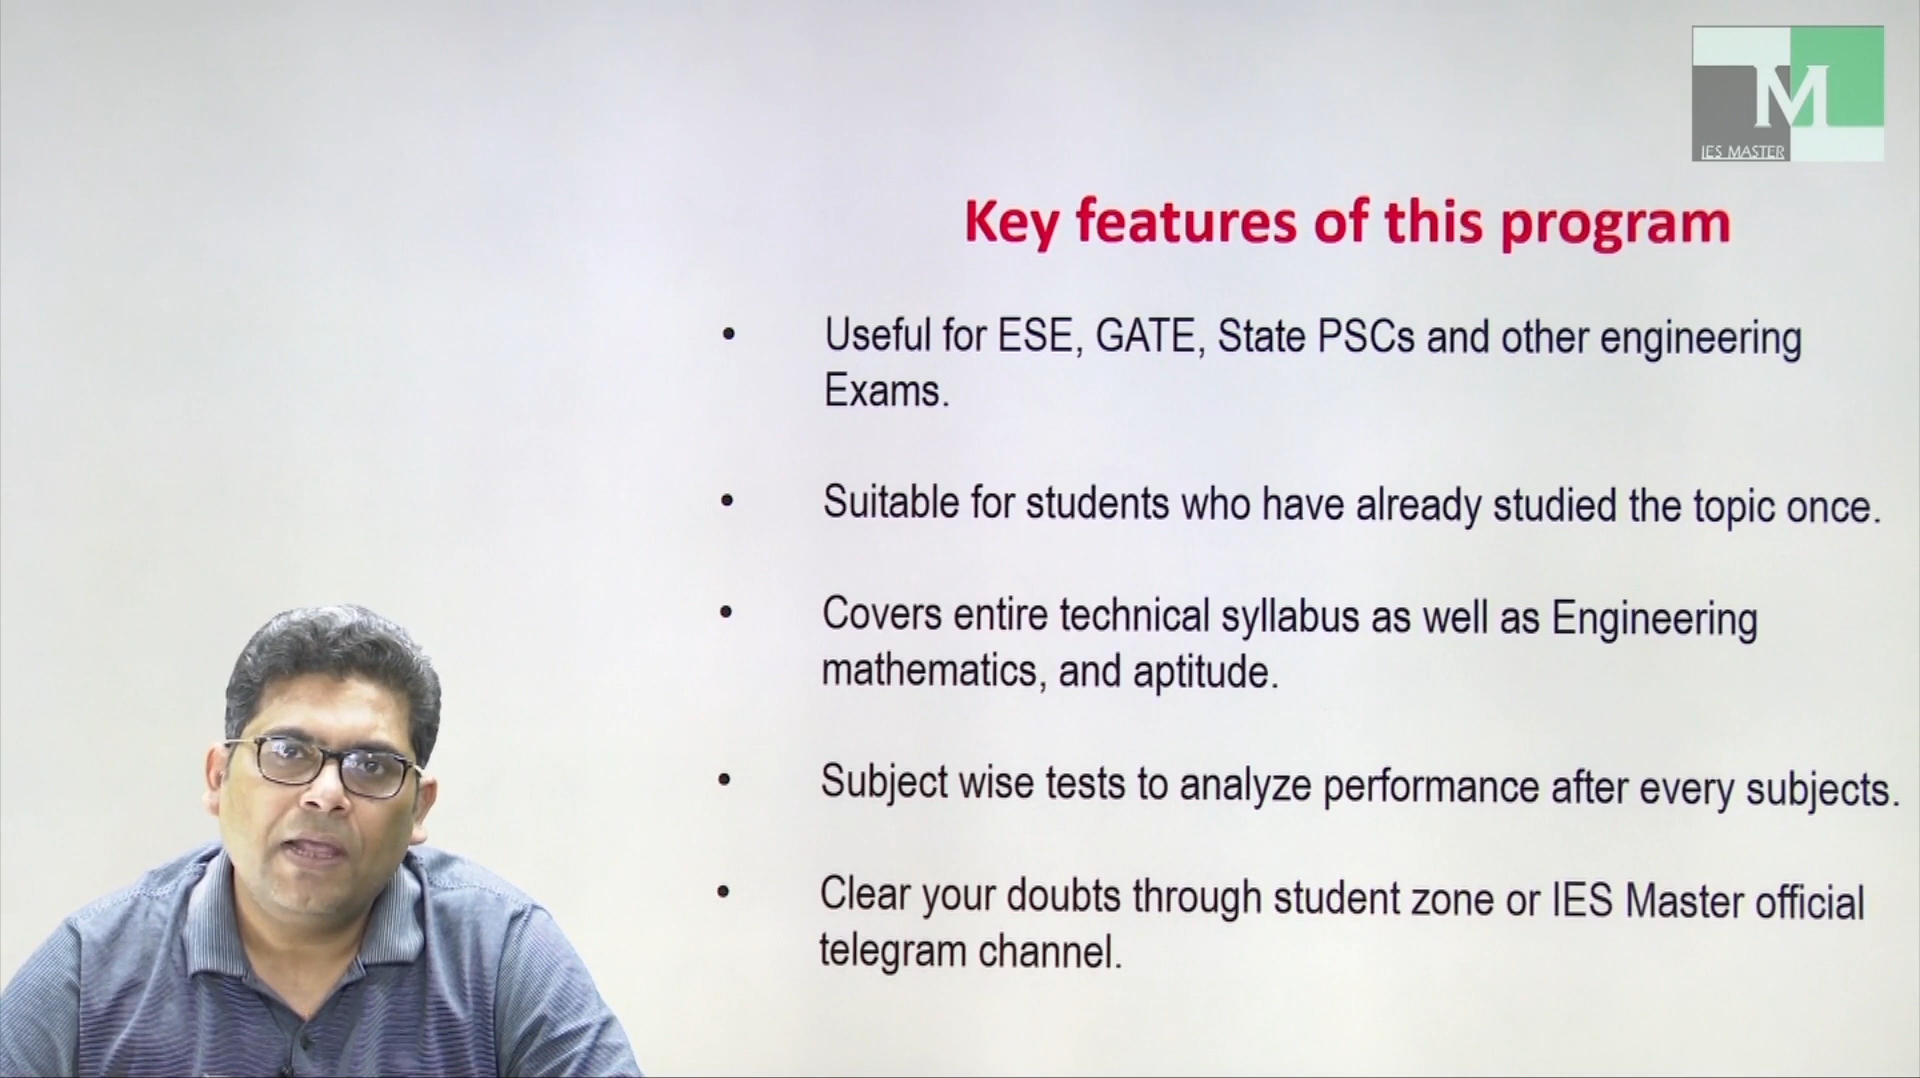 M
IES MASTER
Key features of this program
• Useful for ESE, GATE, State PSCs and other engineering
Exams.
• Suitable for students who have already studied the topic once.
• Covers entire technical syllabus as well as Engineering
mathematics, and aptitude.
• Subject wise tests to analyze performance after every subjects.
• Clear your doubts through student zone or IES Master official
telegram channel.